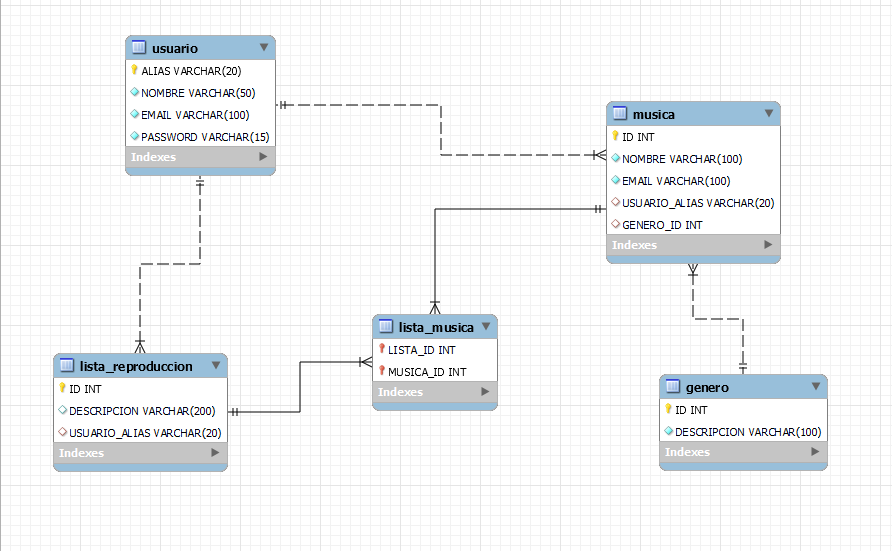 usuario
ALIAS VARCHAR(20)
NOMBRE VARCHAR(50)
EMAIL VARCHAR(100)
PASSWORD VARCHAR(15)
Indexes
musica
ID INT
NOMBRE VARCHAR(100)
EMAIL VARCHAR(100)
USUARIO_ALIAS VARCHAR(20)
GENERO_ID INT
Indexes
lista_musica
LISTA_ID INT
MUSICA_ID INT
Indexes
lista_reproduccion
ID INT
DESCRIPCION VARCHAR(200)
USUARIO_ALIAS VARCHAR(20)
Indexes
genero
ID INT
DESCRIPCION VARCHAR(100)
Indexes